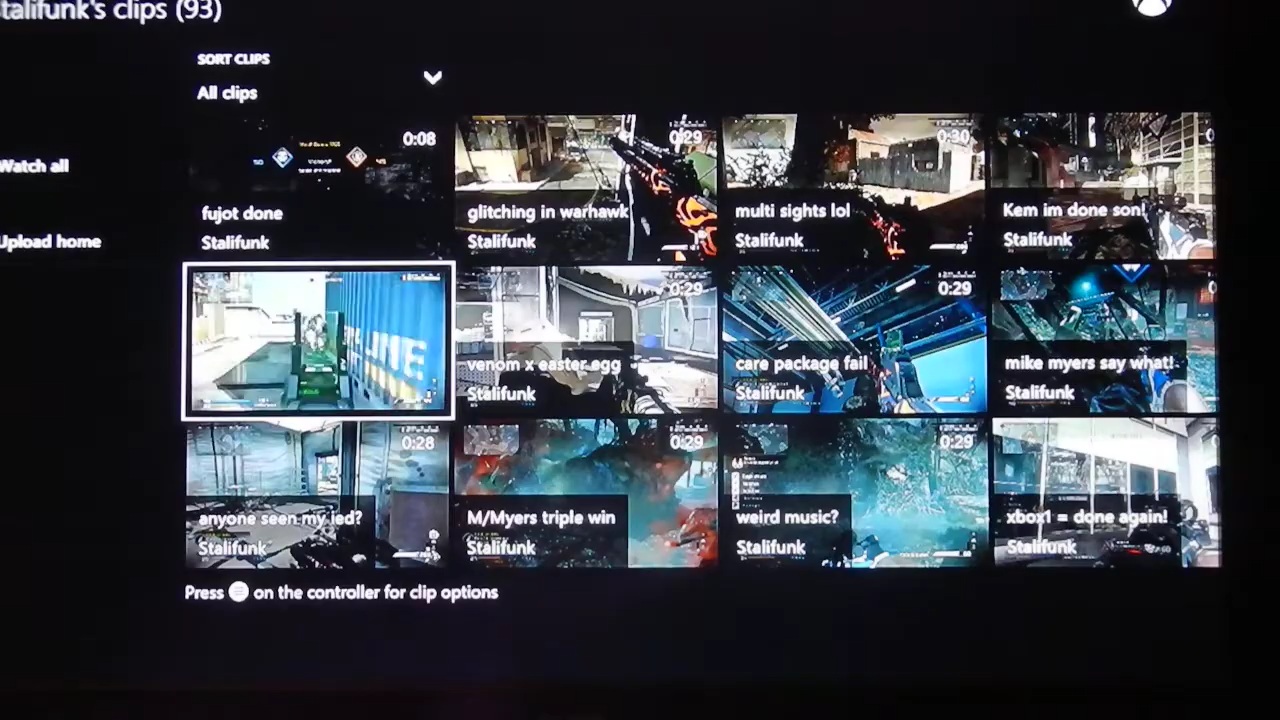 talifunk's clips (93)
SORT CLIPS
All clips
Watch all
Upload home
0:08
fujot done
Stalifunk
0:29
glitching in warhawk
Stalifunk
0:30
multi sights lol
Stalifunk
Kem im done son!
Stalifunk
LINE
0:29
venom x easter egg
Stalifunk
0:29
care package fail
Stalifunk
mike myers say what!
Stalifunk
0:28
anyone seen my ied?
Stalifunk
0:29
M/Myers triple win
Stalifunk
0:29
weird music?
Stalifunk
xbox1 = done again!
Stalifunk
Press on the controller for clip options